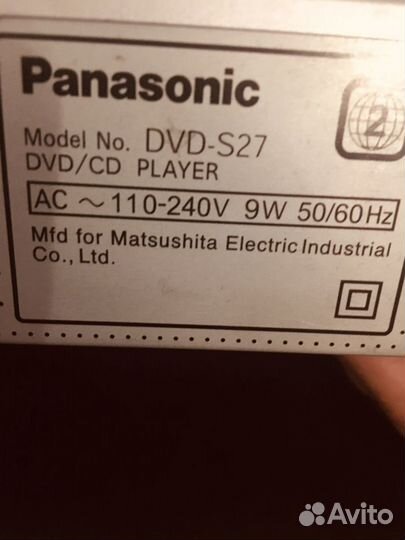 Panasonic
2
Model No. DVD-S27
DVD/CD PLAYER
AC ~ 110-240V 9W 50/60Hz
Mfd for Matsushita Electric Industrial
Co., Ltd.
Avito